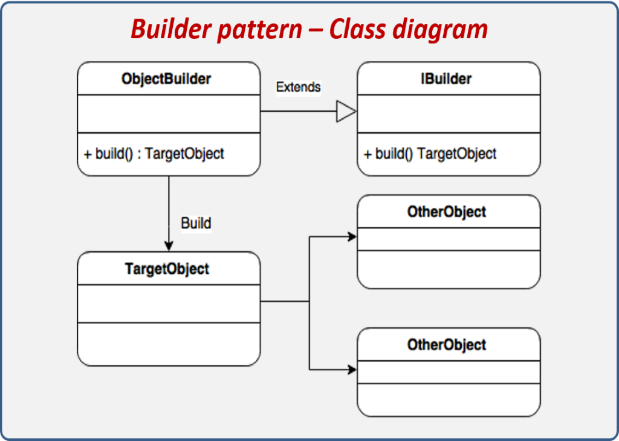 Builder pattern – Class diagram
ObjectBuilder
+ build() : TargetObject
Extends
IBuilder
+ build() TargetObject
Build
TargetObject
OtherObject
OtherObject